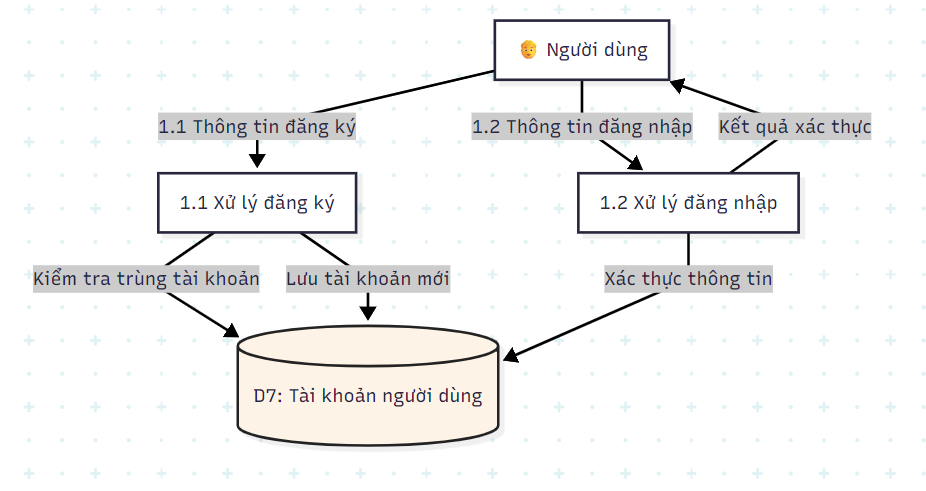 Người dùng
1.1 Thông tin đăng ký
1.2 Thông tin đăng nhập
Kết quả xác thực
1.1 Xử lý đăng ký
1.2 Xử lý đăng nhập
Kiểm tra trùng tài khoản
Lưu tài khoản mới
Xác thực thông tin
D7: Tài khoản người dùng